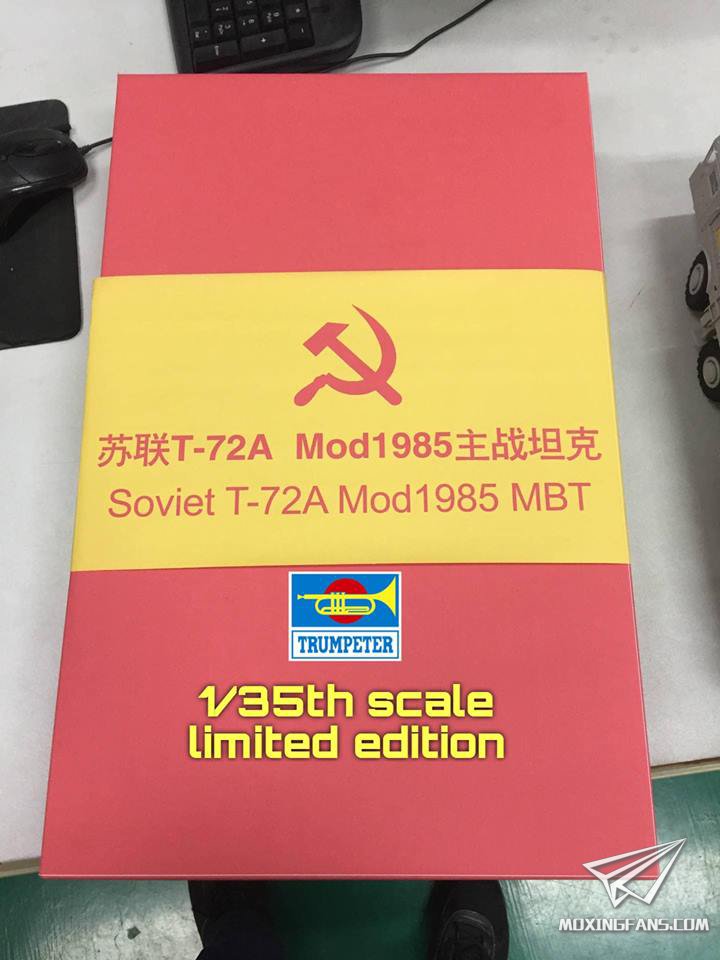 苏联T-72A Mod1985主战坦克
Soviet T-72A Mod1985 MBT
TRUMPETER
1/35th scale
limited edition
MOXINGFANS.COM